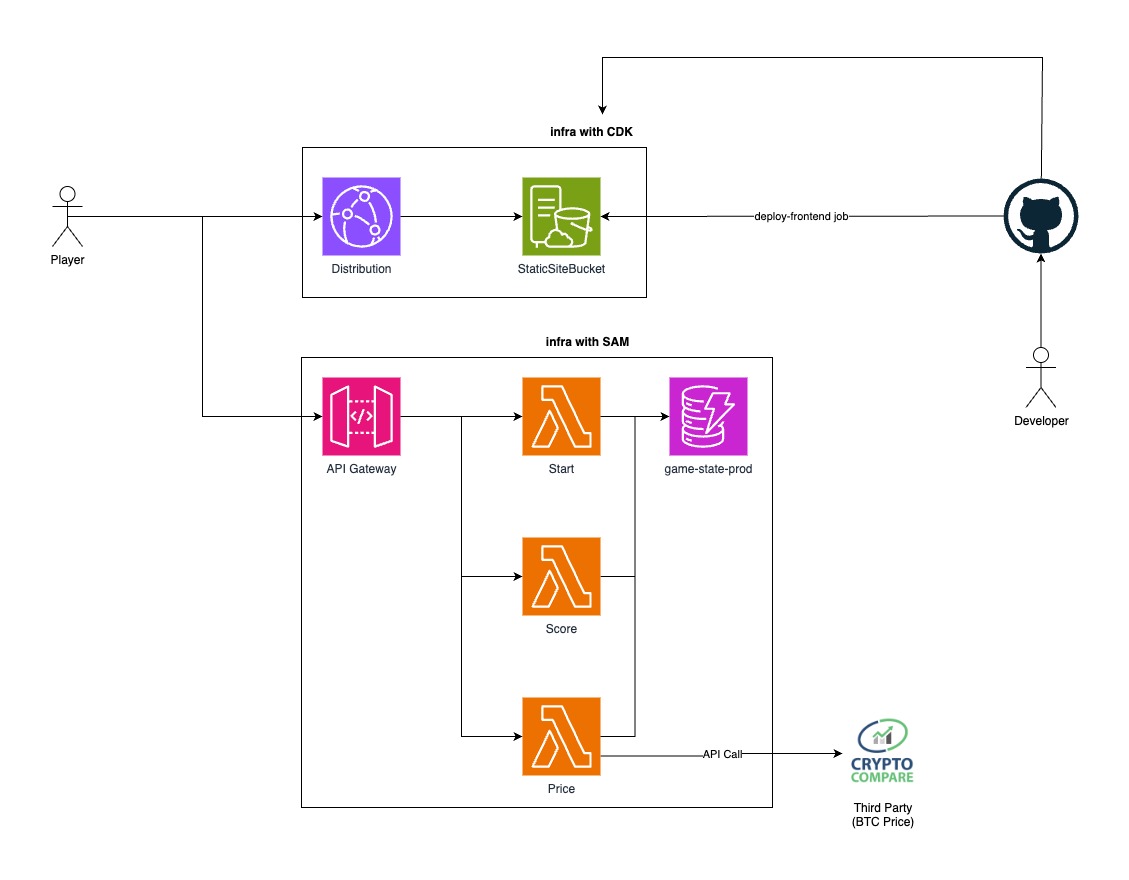 infra with CDK
Player
Distribution
StaticSiteBucket
deploy-frontend job
Developer
infra with SAM
</>
API Gateway
Start
game-state-prod
Score
Price
API Call
CRYPTO
COMPARE
Third Party
(BTC Price)